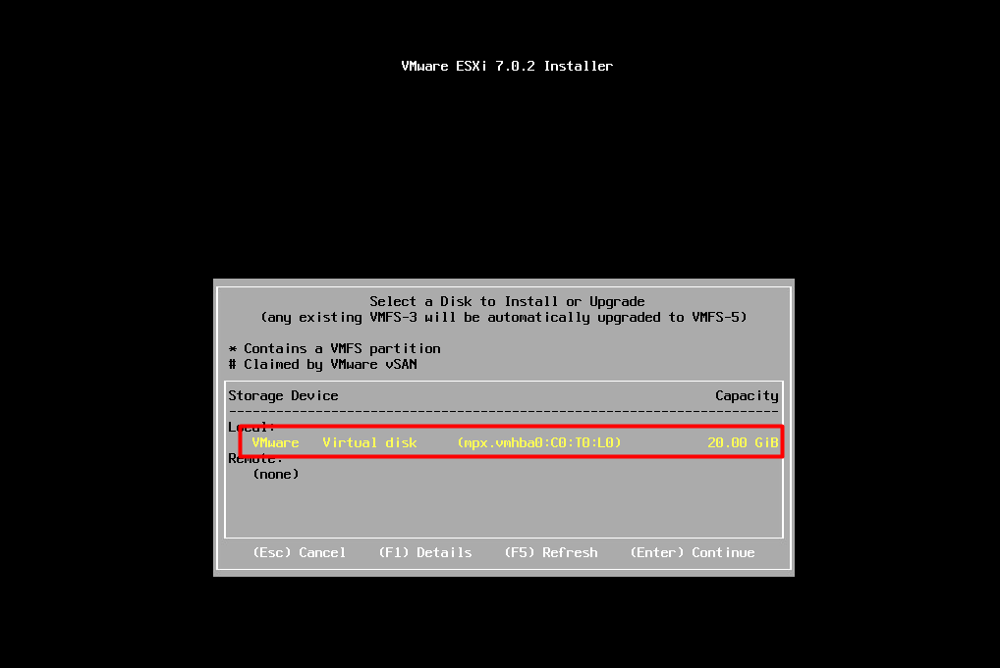 VMware ESXi 7.0.2 Installer
Select a Disk to Install or Upgrade
(any existing VMFS-3 will be automatically upgraded to VMFS-5)
* Contains a VMFS partition
# Claimed by VMware vSAN
Storage Device Capacity
--------------------------------------------------------------------
Local:
VMware Virtual disk (mpx.vmhba0:C0:T0:L0) 20.00 GiB
Remote:
(none)
(Esc) Cancel (F1) Details (F5) Refresh (Enter) Continue